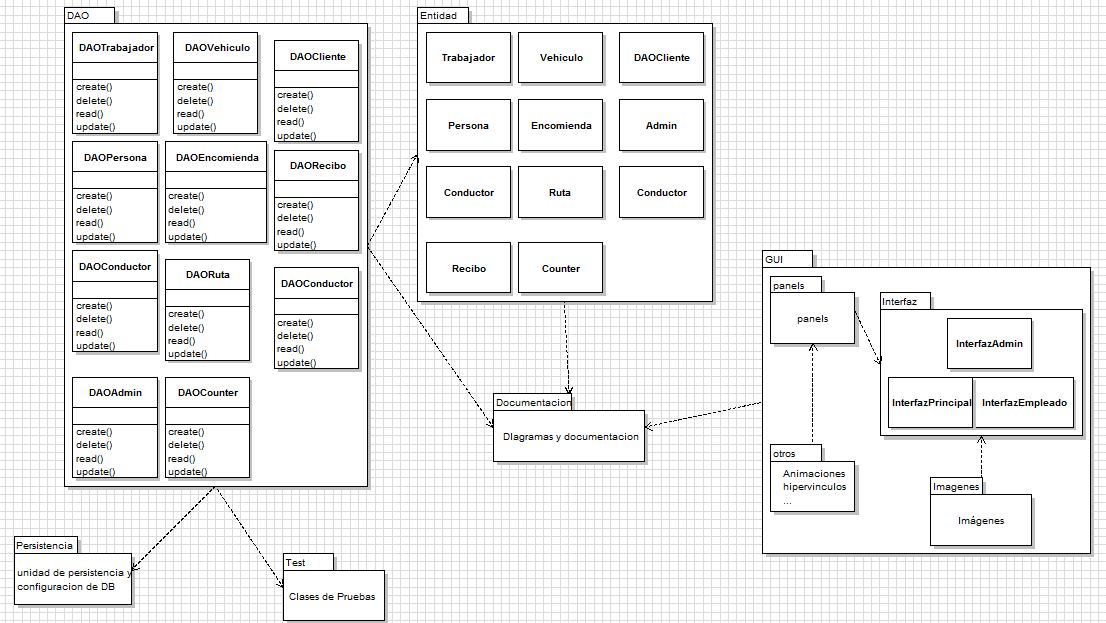 DAO
DAOTrabajador
create()
delete()
read()
update()
DAOVehiculo
create()
delete()
read()
update()
DAOCliente
create()
delete()
read()
update()
DAOPersona
create()
delete()
read()
update()
DAOEncomienda
create()
delete()
read()
update()
DAORecibo
create()
delete()
read()
update()
DAOConductor
create()
delete()
read()
update()
DAORuta
create()
delete()
read()
update()
DAOConductor
create()
delete()
read()
update()
DAOAdmin
create()
delete()
read()
update()
DAOCounter
create()
delete()
read()
update()
Entidad
Trabajador
Vehiculo
DAOCliente
Persona
Encomienda
Admin
Conductor
Ruta
Conductor
Recibo
Counter
Documentacion
DIagramas y documentacion
GUI
panels
panels
Interfaz
InterfazAdmin
InterfazPrincipal
InterfazEmpleado
otros
Animaciones
hipervinculos
...
Imagenes
Imágenes
Persistencia
unidad de persistencia y
configuracion de DB
Test
Clases de Pruebas